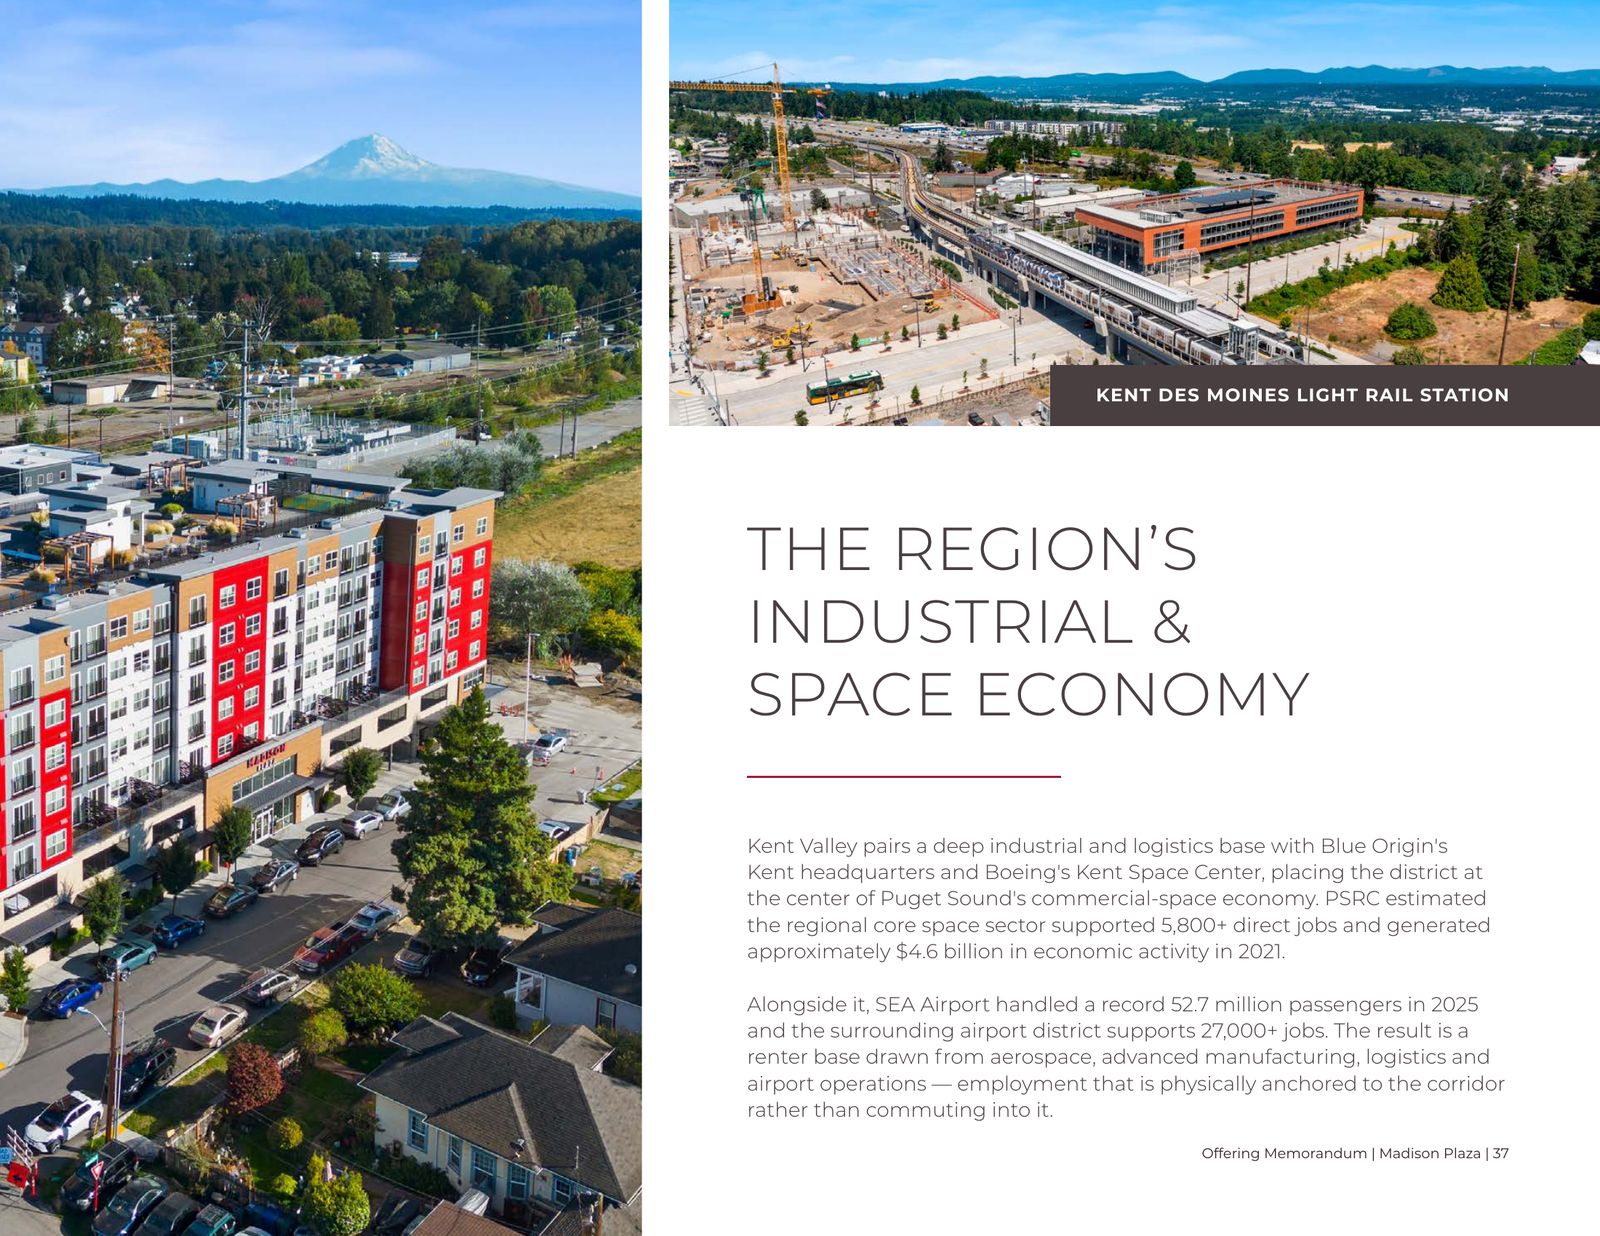 KENT DES MOINES LIGHT RAIL STATION
THE REGION'S
INDUSTRIAL &
SPACE ECONOMY
Kent Valley pairs a deep industrial and logistics base with Blue Origin's
Kent headquarters and Boeing's Kent Space Center, placing the district at
the center of Puget Sound's commercial-space economy. PSRC estimated
the regional core space sector supported 5,800+ direct jobs and generated
approximately $4.6 billion in economic activity in 2021.
Alongside it, SEA Airport handled a record 52.7 million passengers in 2025
and the surrounding airport district supports 27,000+ jobs. The result is a
renter base drawn from aerospace, advanced manufacturing, logistics and
airport operations — employment that is physically anchored to the corridor
rather than commuting into it.
Offering Memorandum | Madison Plaza | 37
MADISON
PLAZA